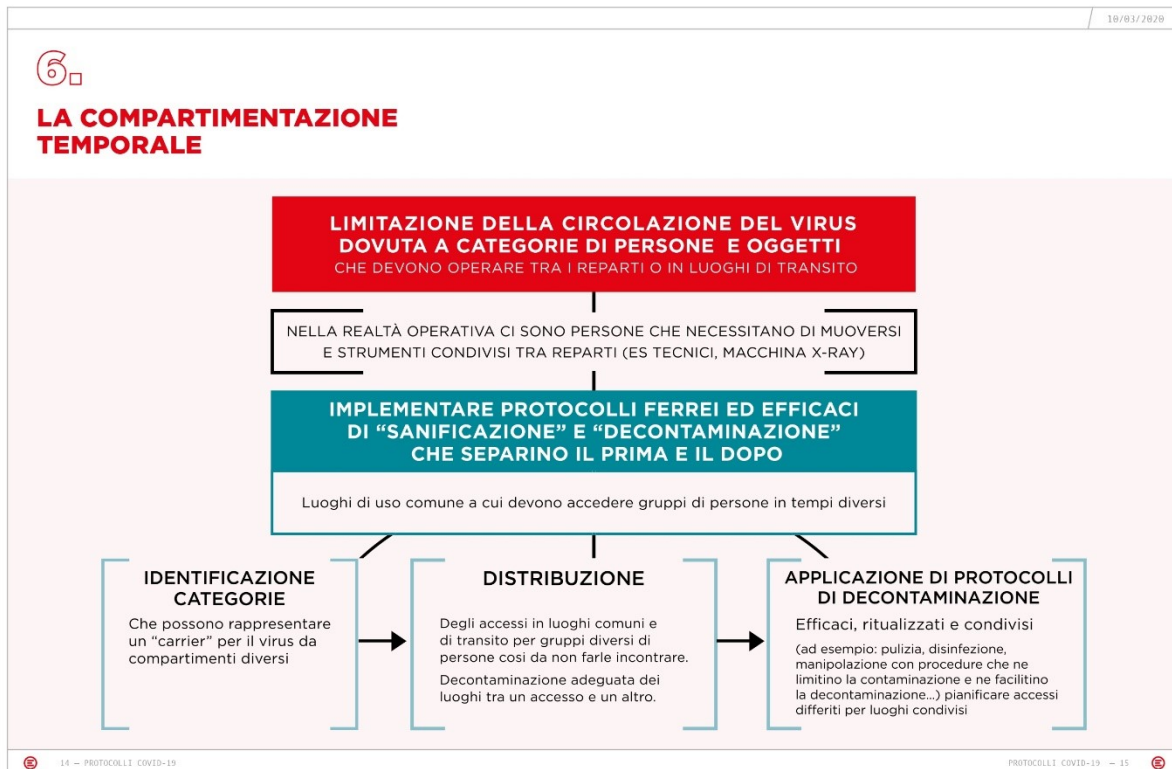 10/03/2020
6.
LA COMPARTIMENTAZIONE
TEMPORALE
LIMITAZIONE DELLA CIRCOLAZIONE DEL VIRUS
DOVUTA A CATEGORIE DI PERSONE E OGGETTI
CHE DEVONO OPERARE TRA I REPARTI O IN LUOGHI DI TRANSITO
NELLA REALTÀ OPERATIVA CI SONO PERSONE CHE NECESSITANO DI MUOVERSI
E STRUMENTI CONDIVISI TRA REPARTI (ES TECNICI, MACCHINA X-RAY)
IMPLEMENTARE PROTOCOLLI FERREI ED EFFICACI
DI “SANIFICAZIONE” E “DECONTAMINAZIONE”
CHE SEPARINO IL PRIMA E IL DOPO
Luoghi di uso comune a cui devono accedere gruppi di persone in tempi diversi
IDENTIFICAZIONE
CATEGORIE
Che possono rappresentare
un “carrier” per il virus da
compartimenti diversi
DISTRIBUZIONE
Degli accessi in luoghi comuni e
di transito per gruppi diversi di
persone cosi da non farle incontrare.
Decontaminazione adeguata dei
luoghi tra un accesso e un altro.
APPLICAZIONE DI PROTOCOLLI
DI DECONTAMINAZIONE
Efficaci, ritualizzati e condivisi
(ad esempio: pulizia, disinfezione,
manipolazione con procedure che ne
limitino la contaminazione e ne facilitino
la decontaminazione...) pianificare accessi
differiti per luoghi condivisi
14 — PROTOCOLLI COVID-19
PROTOCOLLI COVID-19 — 15